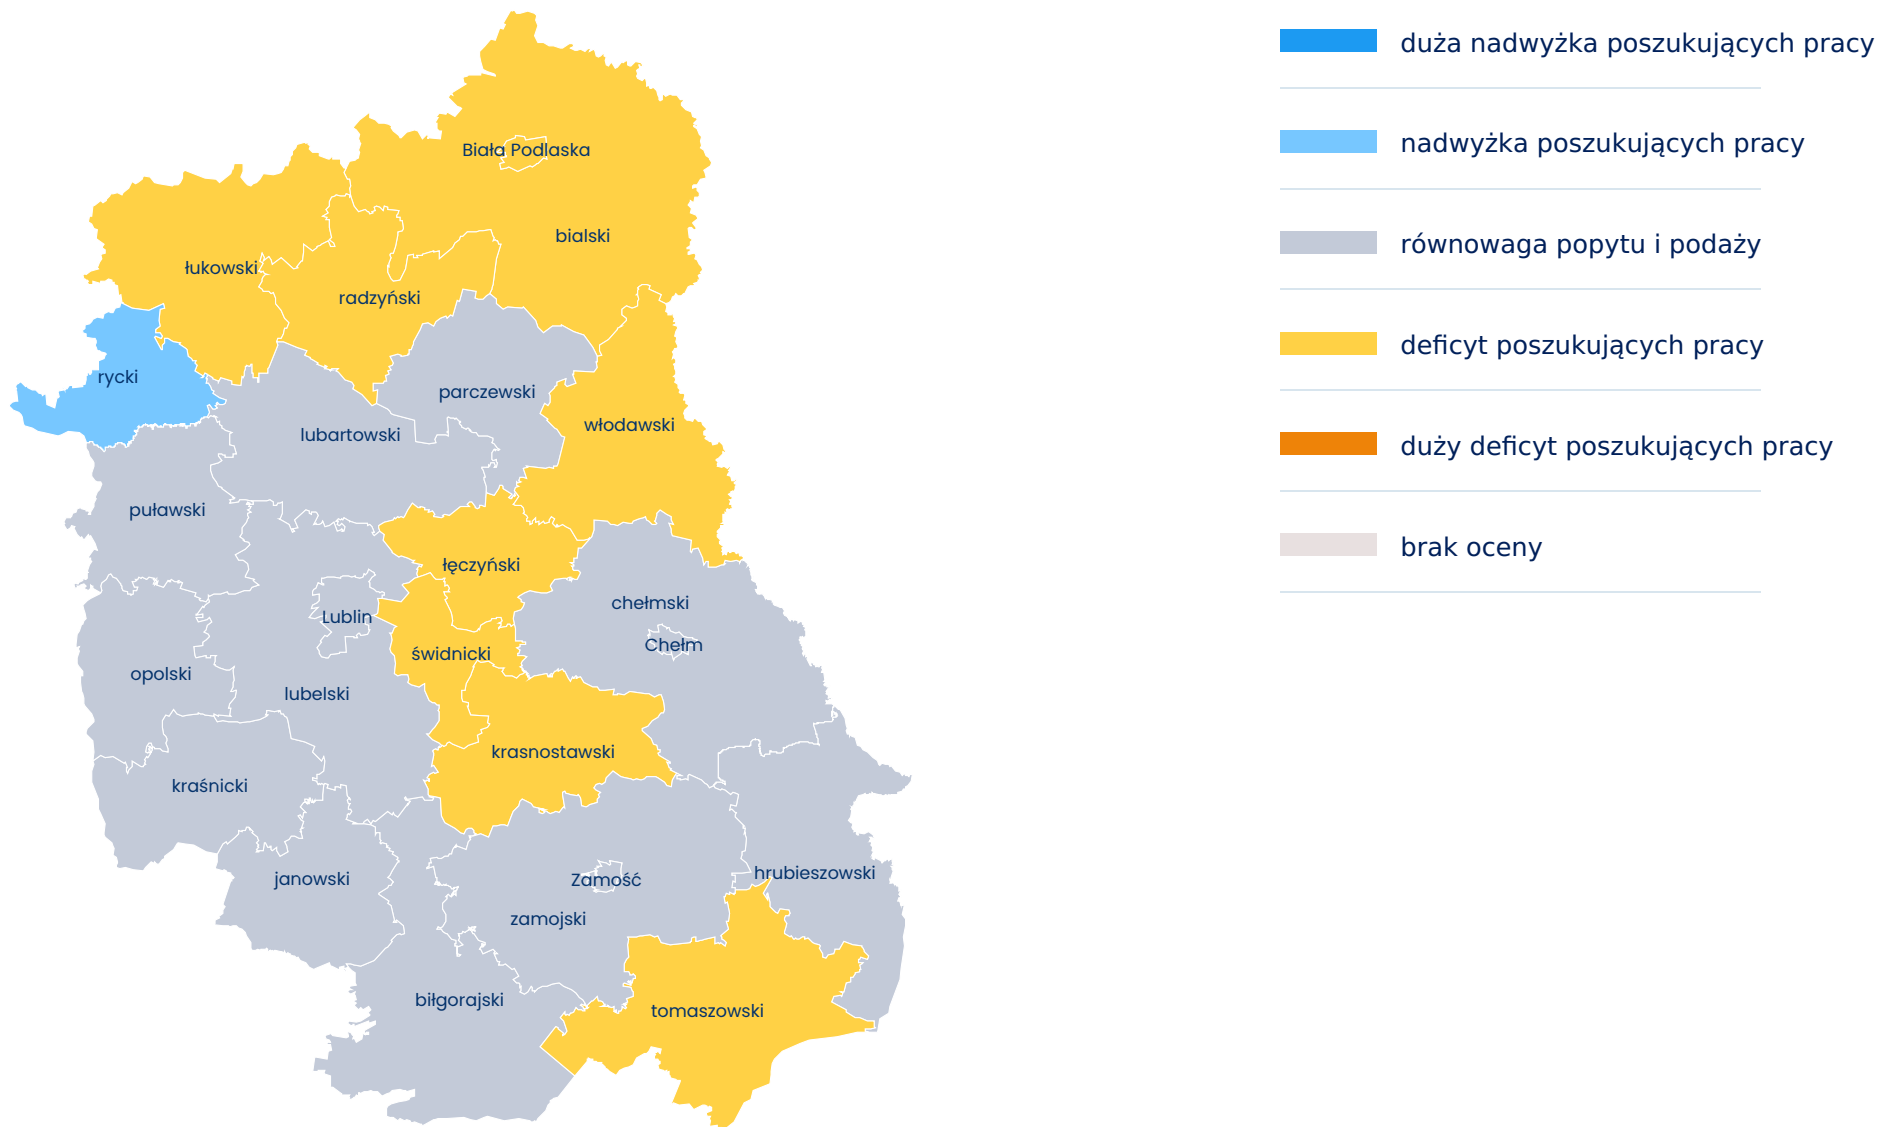 Biała Podlaska
bialski
łukowski
radzyński
rycki
parczewski
włodawski
lubartowski
puławski
łęczyński
chełmski
Lublin
Chełm
świdnicki
opolski
lubelski
krasnostawski
kraśnicki
hrubieszowski
janowski
Zamość
zamojski
biłgorajski
tomaszowski
duża nadwyżka poszukujących pracy
nadwyżka poszukujących pracy
równowaga popytu i podaży
deficyt poszukujących pracy
duży deficyt poszukujących pracy
brak oceny